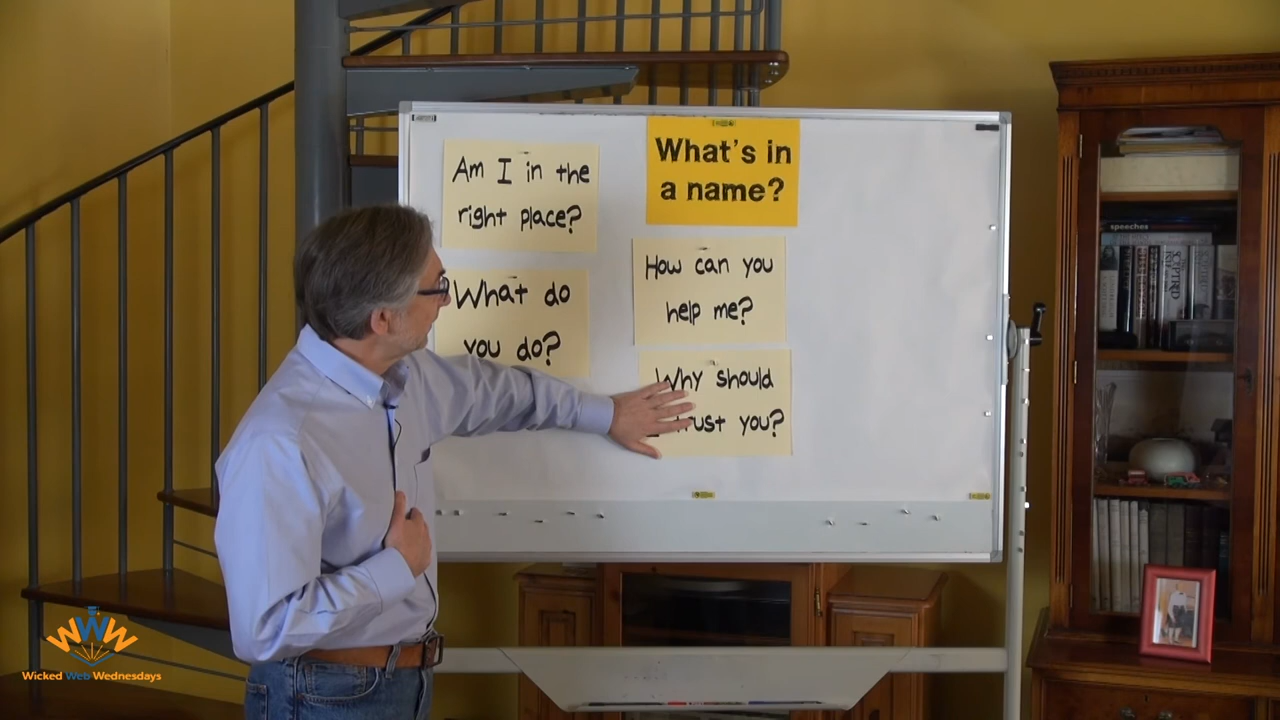 What's in
a name?
Am I in the
right place?
What do
you do?
How can you
help me?
Why should
trust you?
speeches
Wicked Web Wednesdays